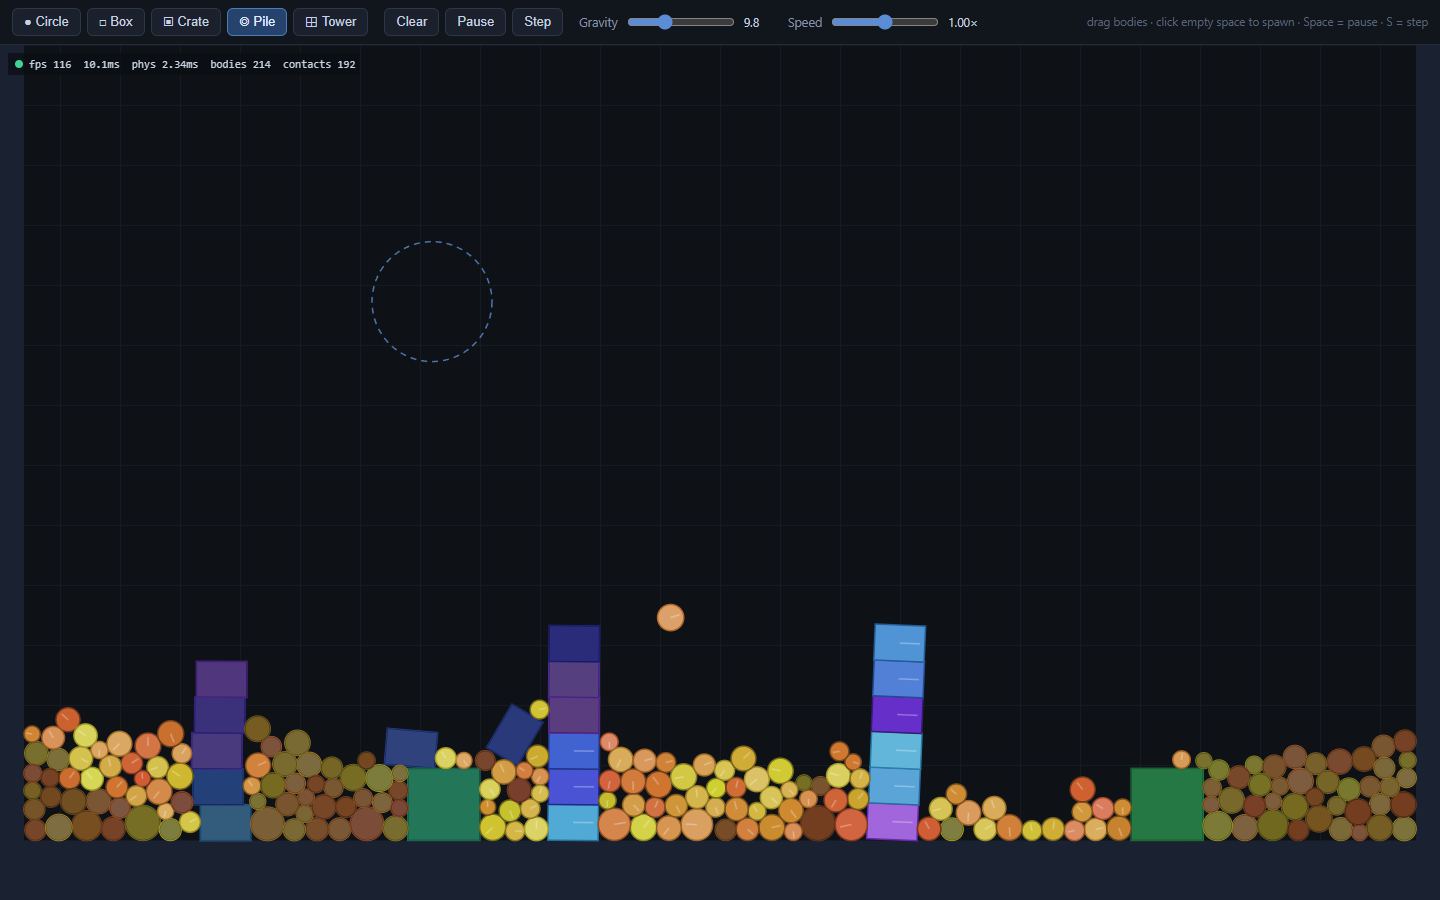 Circle Box Crate Pile Tower Clear Pause Step Gravity 9.8 Speed 1.00× drag bodies · click empty space to spawn · Space = pause · S = step
fps 116 10.1ms phys 2.34ms bodies 214 contacts 192